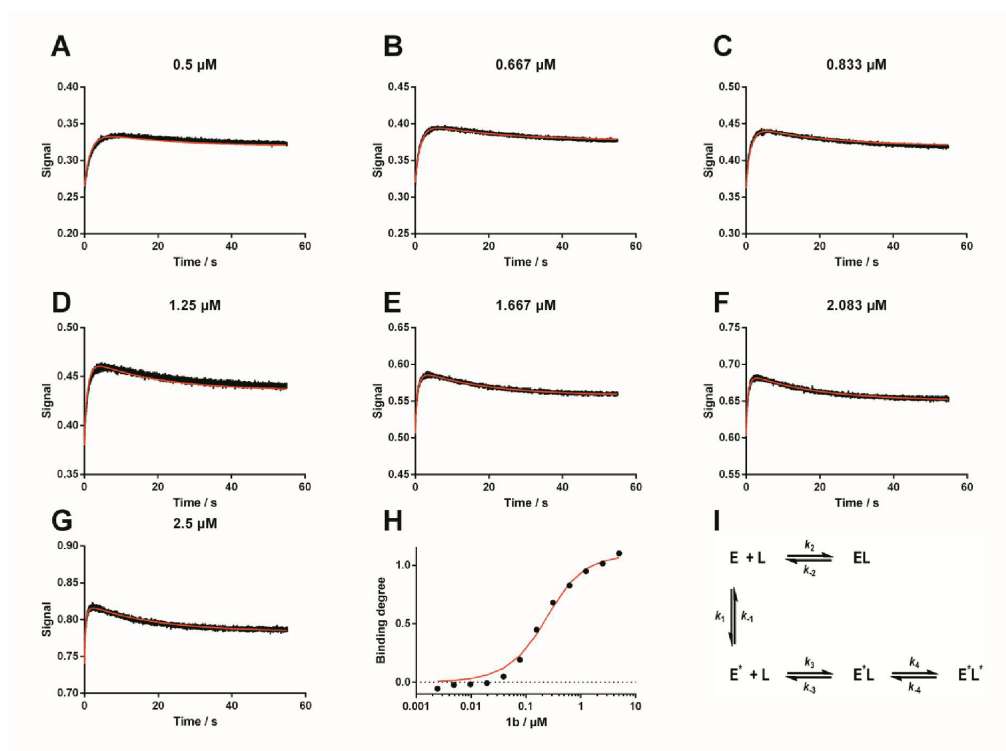 A
0.5 µM
Signal
0.40
0.35
0.30
0.25
0.20
0 20 40 60
Time / s
B
0.667 µM
Signal
0.45
0.40
0.35
0.30
0.25
0 20 40 60
Time / s
C
0.833 µM
Signal
0.50
0.45
0.40
0.35
0.30
0 20 40 60
Time / s
D
1.25 µM
Signal
0.50
0.45
0.40
0.35
0 20 40 60
Time / s
E
1.667 µM
Signal
0.65
0.60
0.55
0.50
0.45
0 20 40 60
Time / s
F
2.083 µM
Signal
0.75
0.70
0.65
0.60
0.55
0 20 40 60
Time / s
G
2.5 µM
Signal
0.90
0.85
0.80
0.75
0.70
0 20 40 60
Time / s
H
Binding degree
1.0
0.5
0.0
0.001 0.01 0.1 1 10
1b / µM
I
k2
E + L EL
k-2
k1 k-1
k3 k4
E* + L E*L E*L*
k-3 k-4